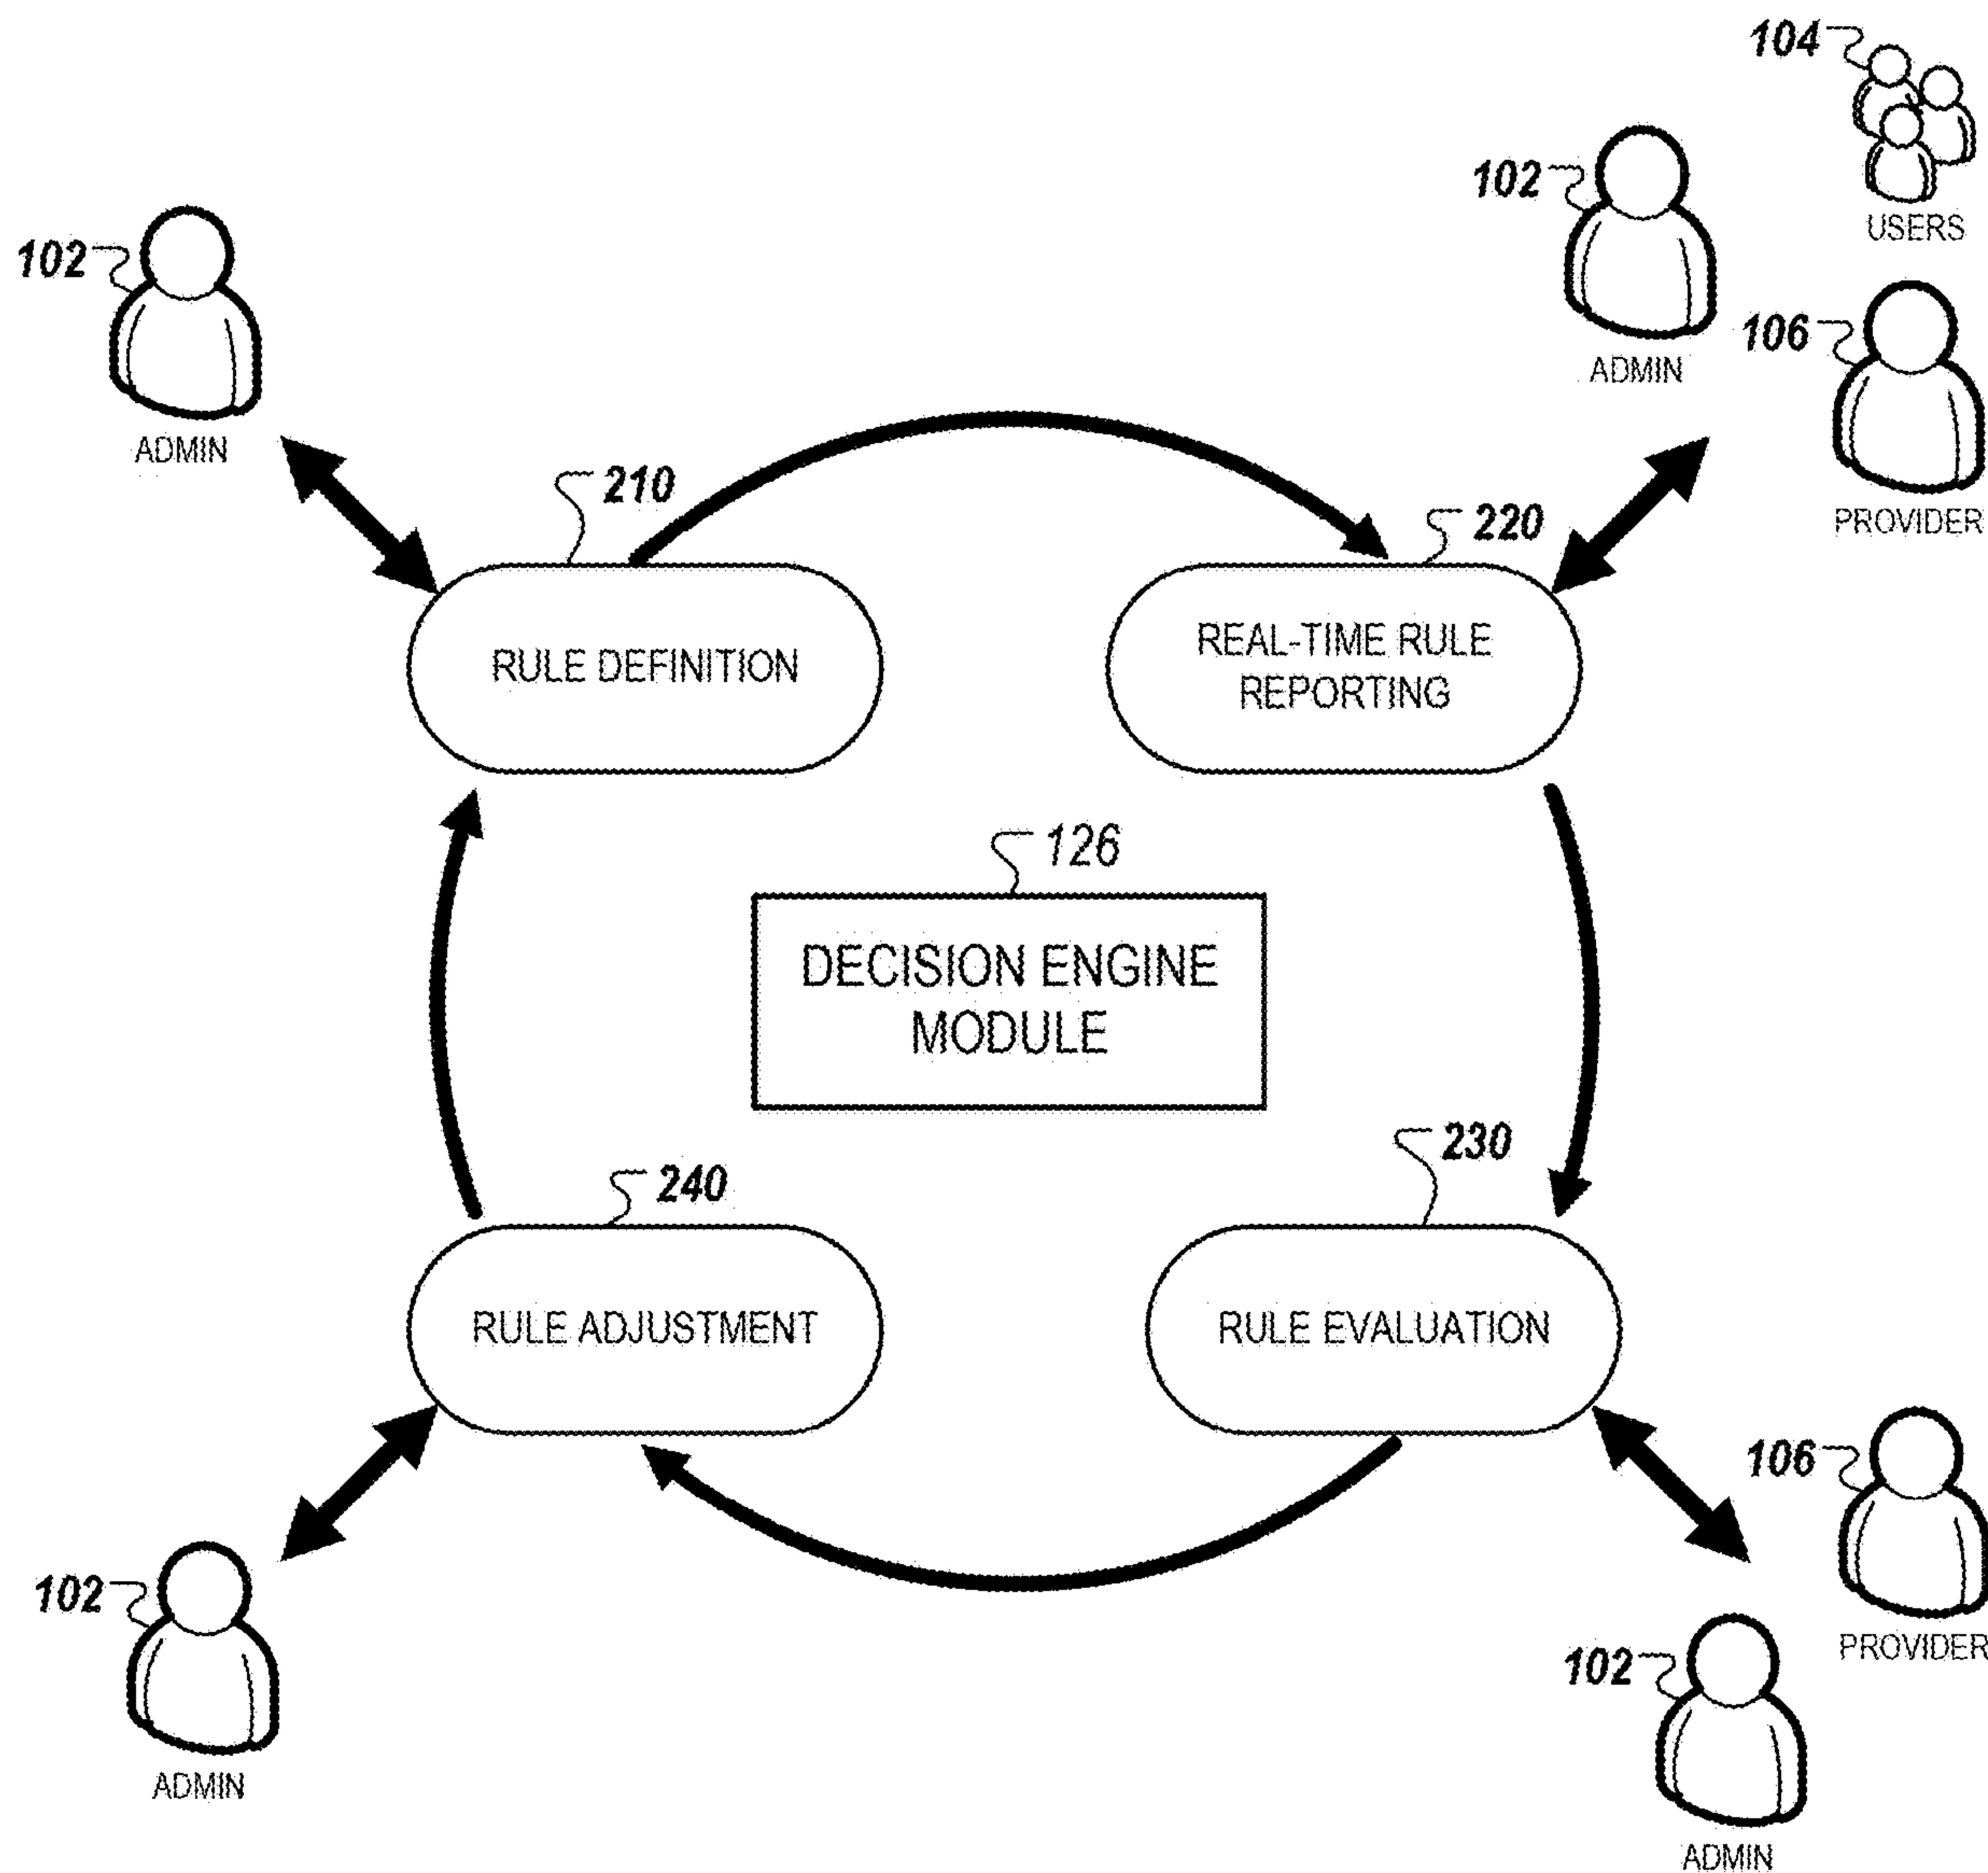 104
USERS
102
ADMIN
102
ADMIN
106
PROVIDER
210
RULE DEFINITION
220
REAL-TIME RULE
REPORTING
126
DECISION ENGINE
MODULE
240
RULE ADJUSTMENT
230
RULE EVALUATION
102
ADMIN
106
PROVIDER
102
ADMIN